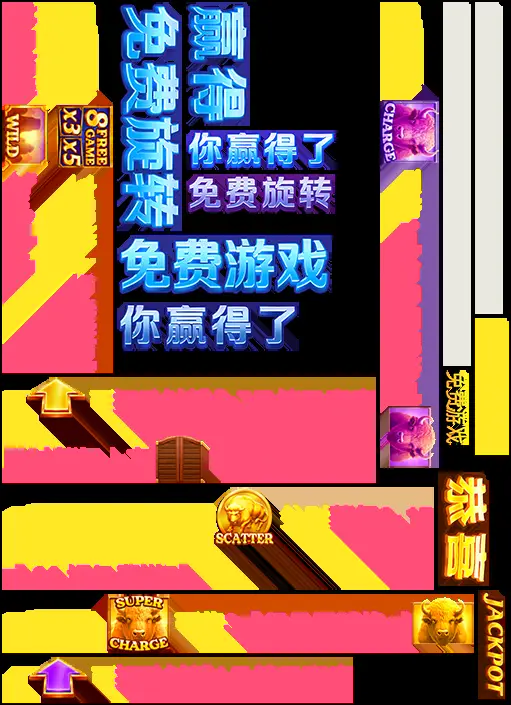 赢得
免费旋转
你赢得了
免费旋转
免费游戏
你赢得了
WILD
8 FREE GAME
X3 X5
CHARGE
免费游戏
SCATTER
恭喜
SUPER
CHARGE
JACKPOT